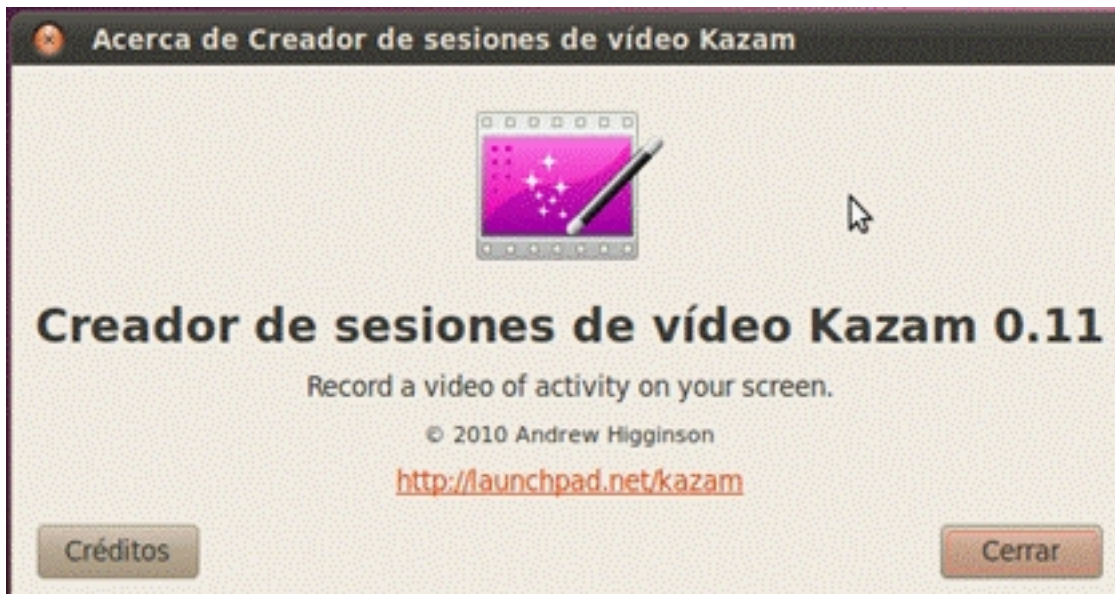 Acerca de Creador de sesiones de vídeo Kazam
Creador de sesiones de vídeo Kazam 0.11
Record a video of activity on your screen.
© 2010 Andrew Higginson
http://launchpad.net/kazam
Créditos
Cerrar